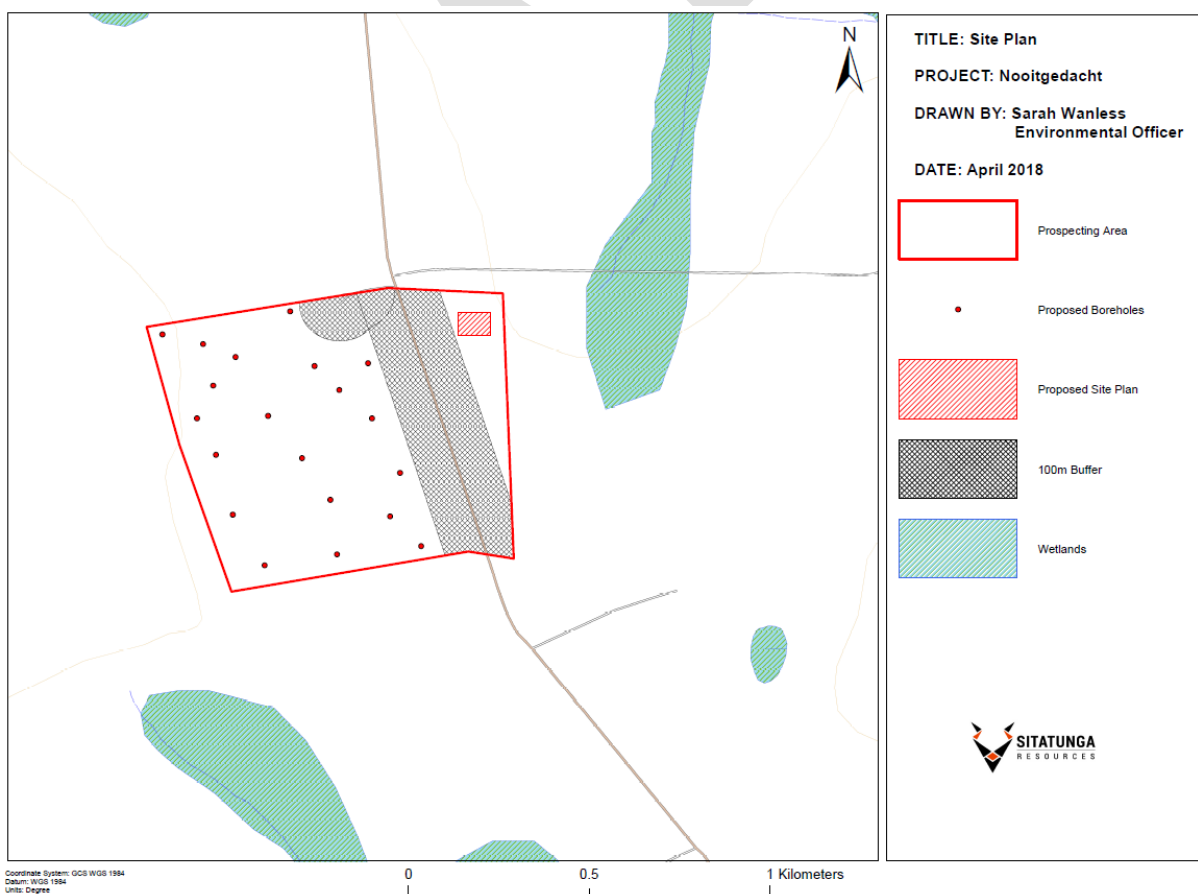 N
TITLE: Site Plan
PROJECT: Nooitgedacht
DRAWN BY: Sarah Wanless
Environmental Officer
DATE: April 2018
Prospecting Area
Proposed Boreholes
Proposed Site Plan
100m Buffer
Wetlands
SITATUNGA
RESOURCES
Coordinate System: GCS WGS 1984
Datum: WGS 1984
Units: Degree
0 0.5 1 Kilometers